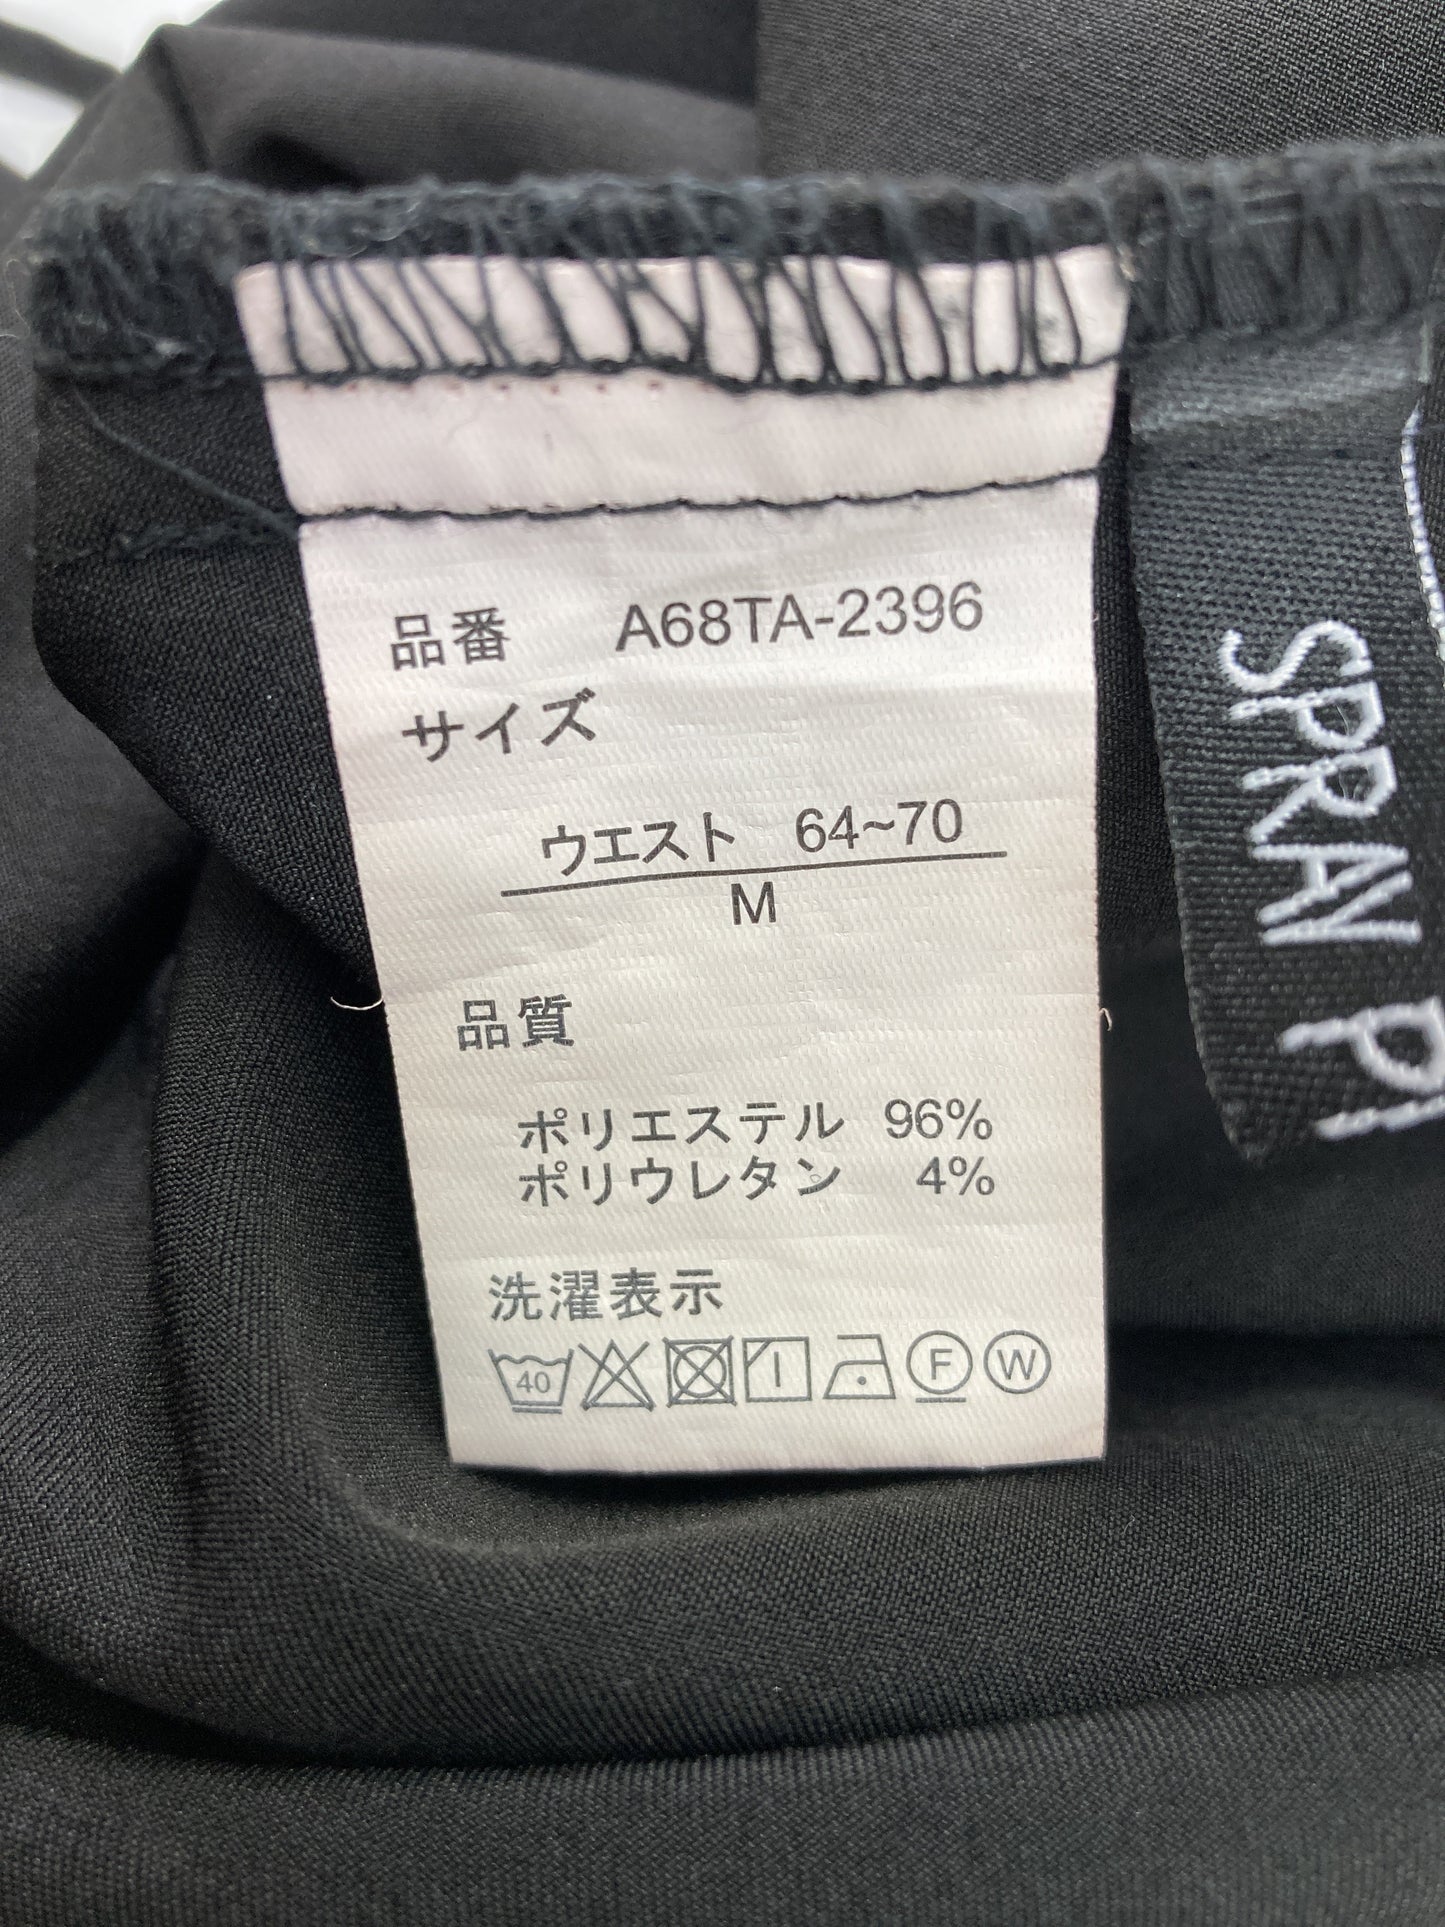 品番 A68TA-2396
サイズ
ウエスト 64~70
M
品質
ポリエステル 96%
ポリウレタン 4%
洗濯表示
40 F W
SPRAY